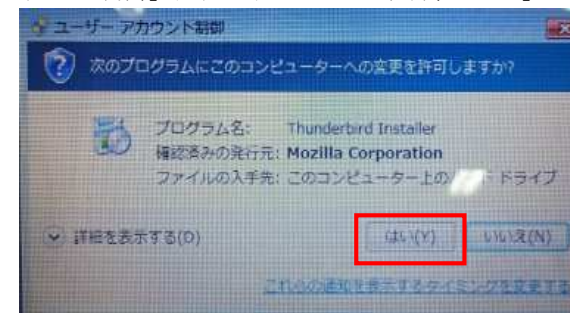 ユーザー アカウント制御
次のプログラムにこのコンピューターへの変更を許可しますか?
プログラム名: Thunderbird Installer
確認済みの発行元: Mozilla Corporation
ファイルの入手先: このコンピューター上の ドライブ
詳細を表示する(D)
はい(Y)
いいえ(N)
これらの通知を表示するタイミングを変更する